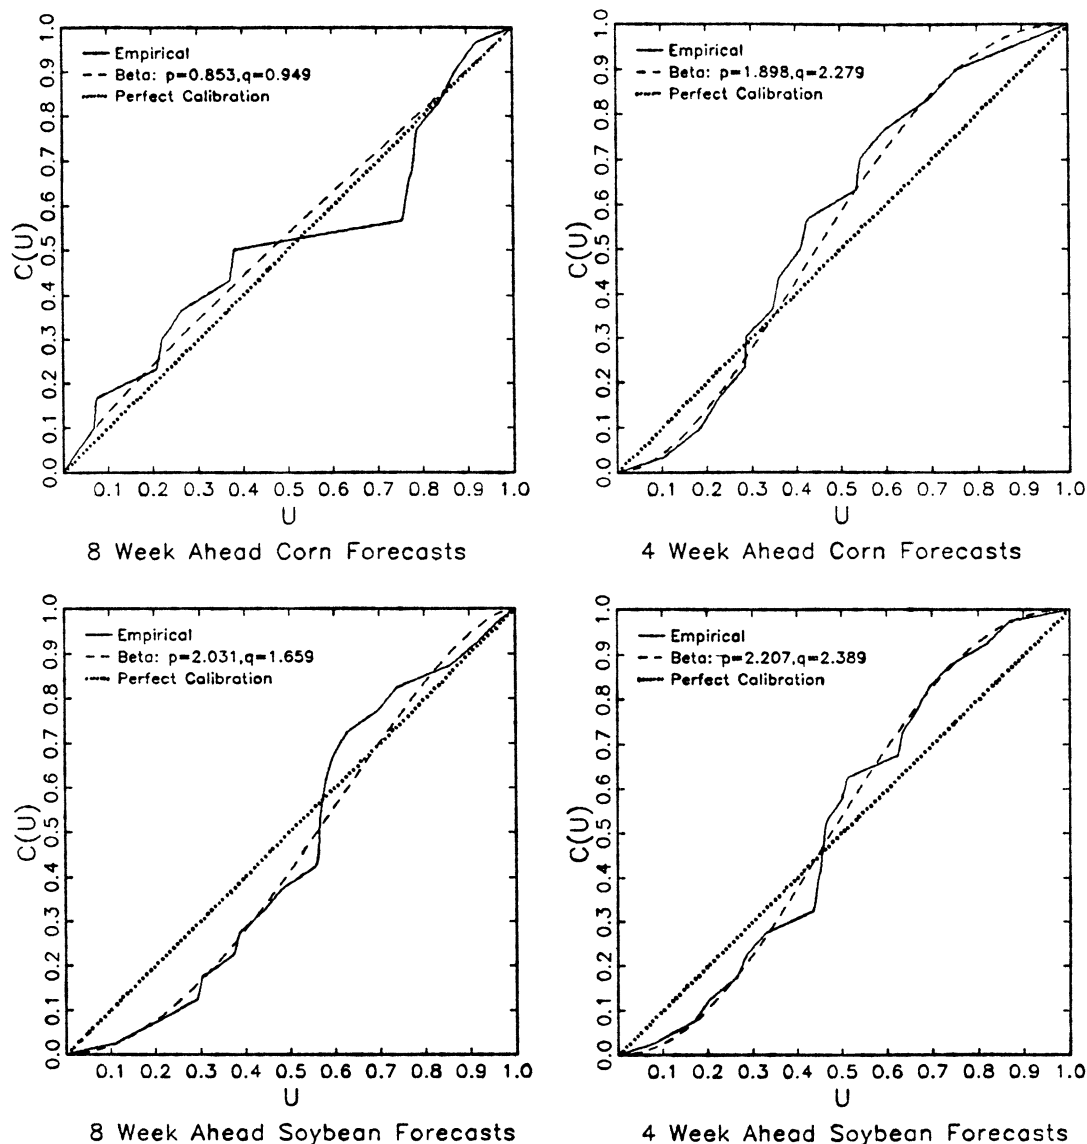 Empirical
Beta: p=0.853,q=0.949
Perfect Calibration
C(U)
0.0 0.1 0.2 0.3 0.4 0.5 0.6 0.7 0.8 0.9 1.0
0.1 0.2 0.3 0.4 0.5 0.6 0.7 0.8 0.9 1.0
U
8 Week Ahead Corn Forecasts
Empirical
Beta: p=1.898,q=2.279
Perfect Calibration
C(U)
0.0 0.1 0.2 0.3 0.4 0.5 0.6 0.7 0.8 0.9 1.0
0.1 0.2 0.3 0.4 0.5 0.6 0.7 0.8 0.9 1.0
U
4 Week Ahead Corn Forecasts
Empirical
Beta: p=2.031,q=1.659
Perfect Calibration
C(U)
0.0 0.1 0.2 0.3 0.4 0.5 0.6 0.7 0.8 0.9 1.0
0.1 0.2 0.3 0.4 0.5 0.6 0.7 0.8 0.9 1.0
U
8 Week Ahead Soybean Forecasts
Empirical
Beta: p=2.207,q=2.389
Perfect Calibration
C(U)
0.0 0.1 0.2 0.3 0.4 0.5 0.6 0.7 0.8 0.9 1.0
0.1 0.2 0.3 0.4 0.5 0.6 0.7 0.8 0.9 1.0
U
4 Week Ahead Soybean Forecasts